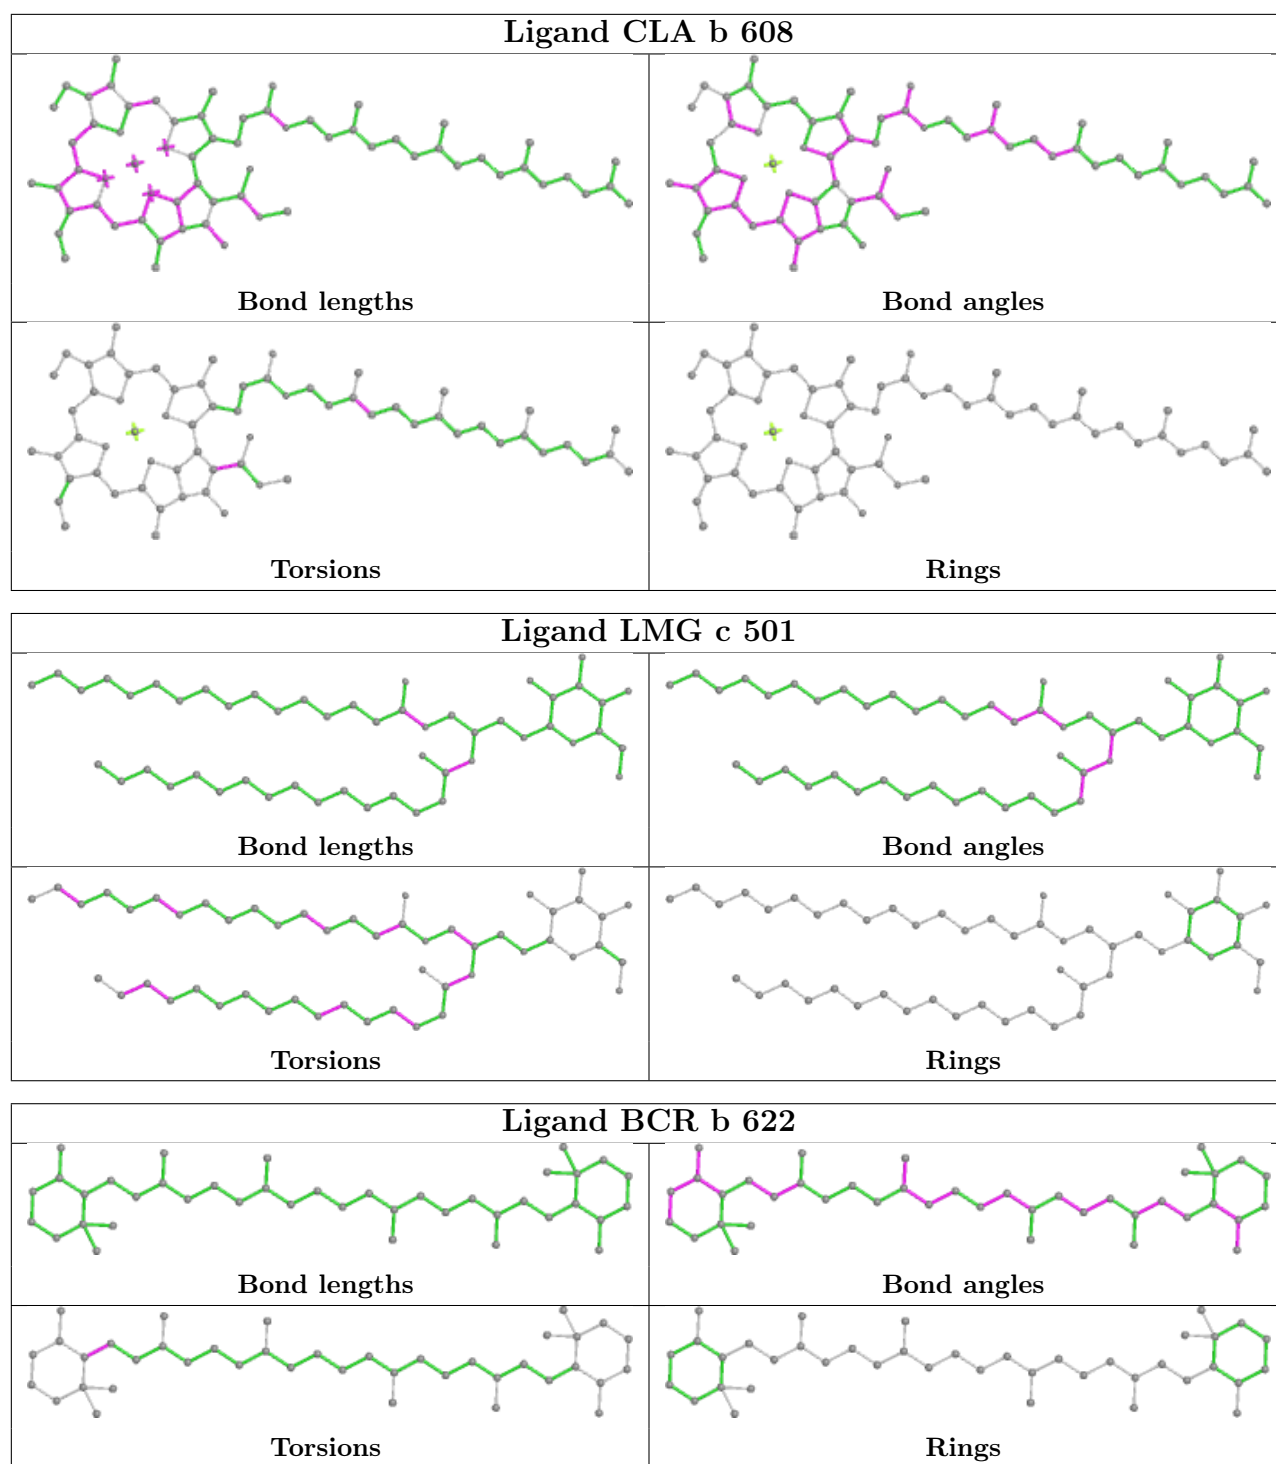 Ligand CLA b 608
Bond lengths
Bond angles
Torsions
Rings
Ligand LMG c 501
Bond lengths
Bond angles
Torsions
Rings
Ligand BCR b 622
Bond lengths
Bond angles
Torsions
Rings